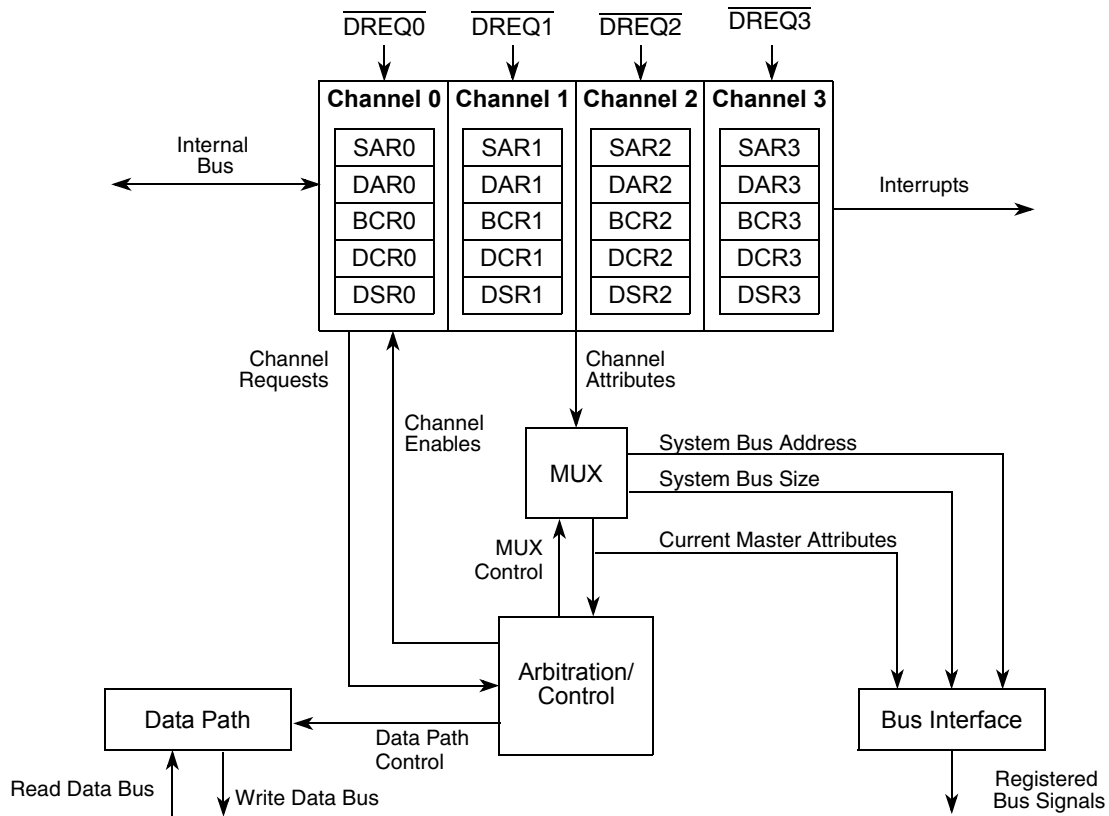 DREQ0 DREQ1 DREQ2 DREQ3
Channel 0 Channel 1 Channel 2 Channel 3
SAR0 SAR1 SAR2 SAR3
DAR0 DAR1 DAR2 DAR3
BCR0 BCR1 BCR2 BCR3
DCR0 DCR1 DCR2 DCR3
DSR0 DSR1 DSR2 DSR3
Internal
Bus
Interrupts
Channel
Requests
Channel
Enables
Channel
Attributes
MUX
System Bus Address
System Bus Size
Current Master Attributes
MUX
Control
Arbitration/
Control
Data Path
Data Path
Control
Bus Interface
Read Data Bus
Write Data Bus
Registered
Bus Signals